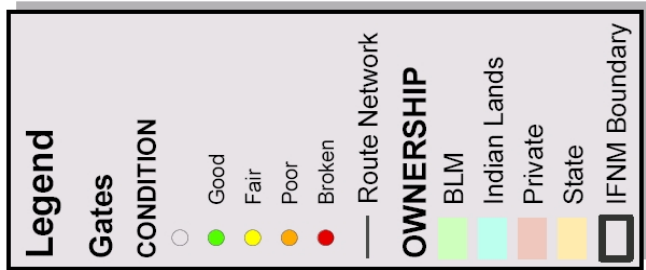 Legend
Gates
CONDITION
Good
Fair
Poor
Broken
Route Network
OWNERSHIP
BLM
Indian Lands
Private
State
IFNM Boundary